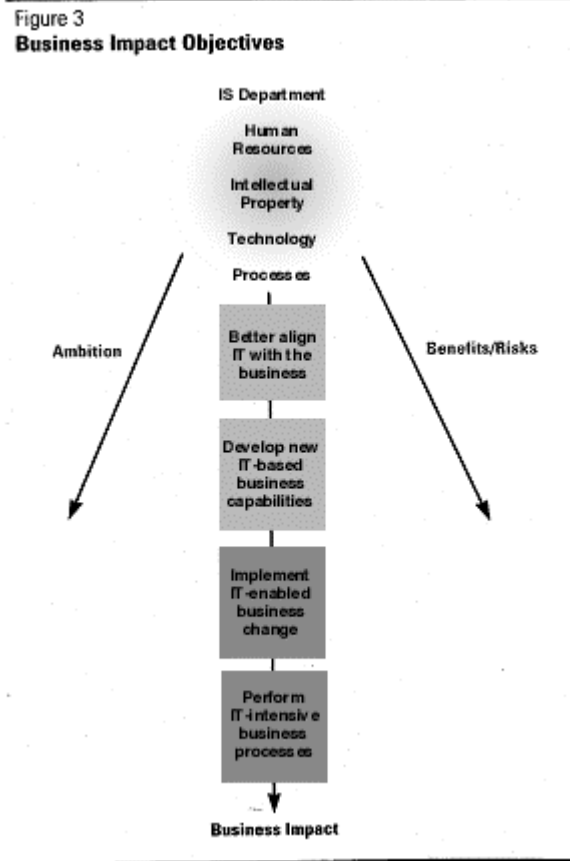 Figure 3
Business Impact Objectives
IS Department
Human
Resources
Intellectual
Property
Technology
Processes
Better align
IT with the
business
Ambition
Benefits/Risks
Develop new
IT-based
business
capabilities
Implement
IT-enabled
business
change
Perform
IT-intensive
business
processes
Business Impact